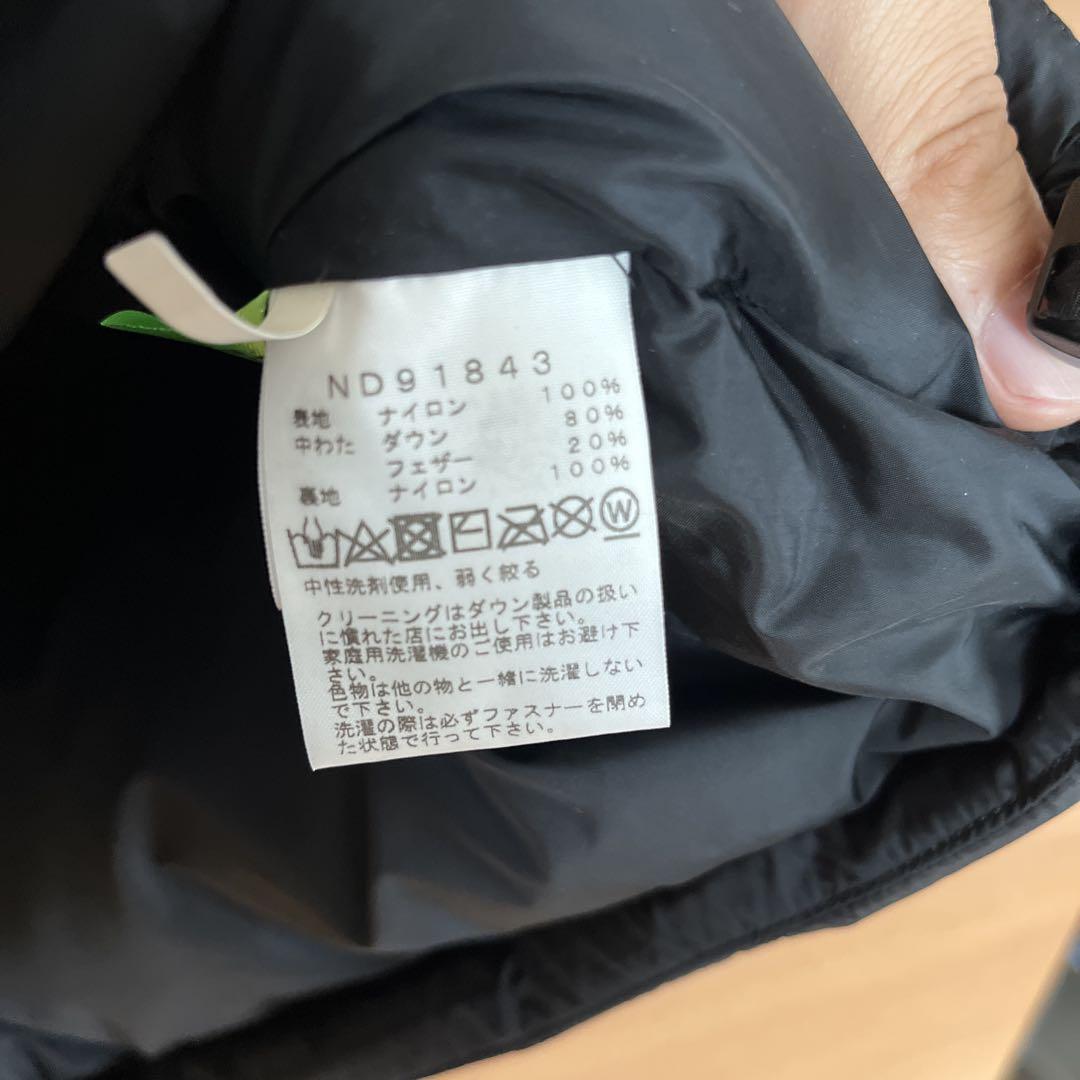 ND91843
表地 ナイロン 100%
中わた ダウン 80%
フェザー 20%
裏地 ナイロン 100%
W
中性洗剤使用、弱く絞る
クリーニングはダウン製品の扱い
に慣れた店にお出し下さい。
家庭用洗濯機のご使用はお避け下
さい。
色物は他の物と一緒に洗濯しない
で下さい。
洗濯の際は必ずファスナーを閉め
た状態で行って下さい。